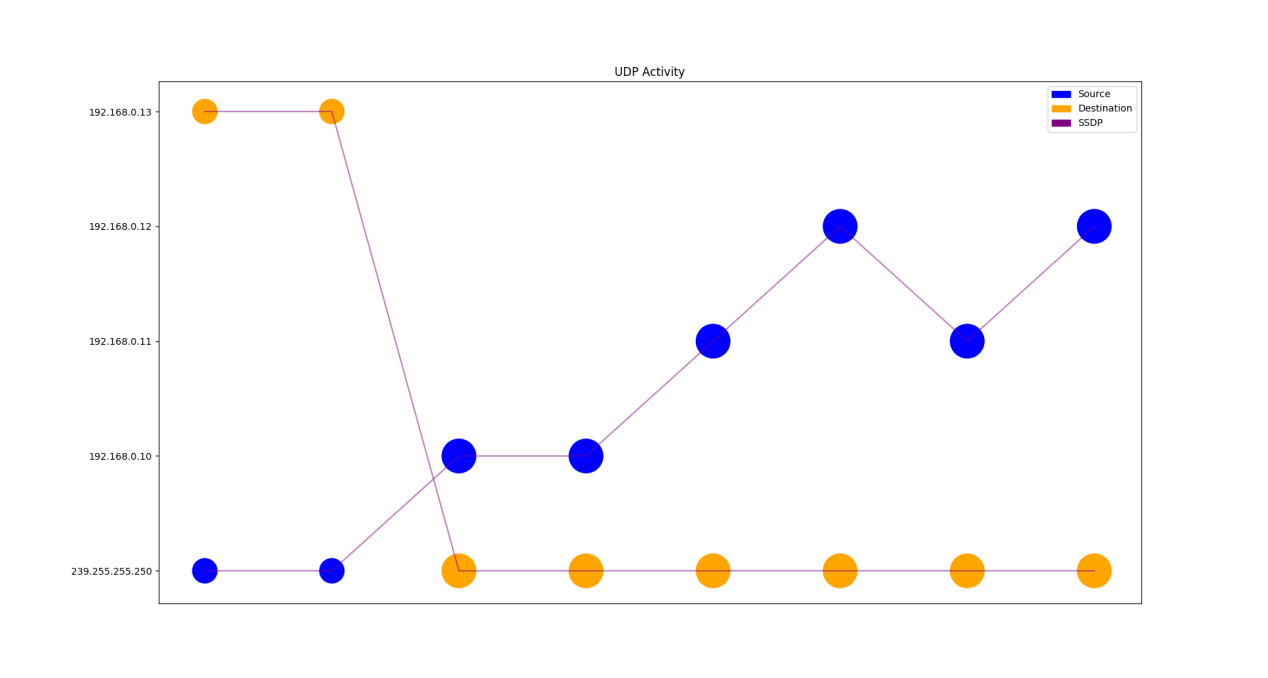 UDP Activity
Source
Destination
SSDP
192.168.0.13
192.168.0.12
192.168.0.11
192.168.0.10
239.255.255.250